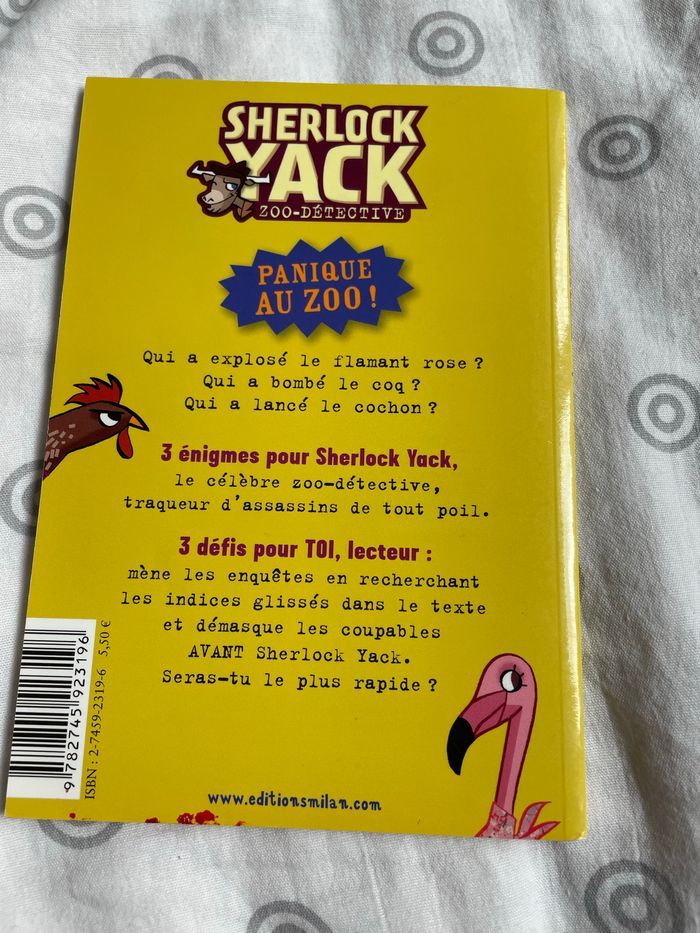 SHERLOCK
YACK
ZOO-DÉTECTIVE
PANIQUE
AU ZOO !
Qui a explosé le flamant rose ?
Qui a bombé le coq ?
Qui a lancé le cochon ?
3 énigmes pour Sherlock Yack,
le célèbre zoo-détective,
traqueur d'assassins de tout poil.
3 défis pour TOI, lecteur :
mène les enquêtes en recherchant
les indices glissés dans le texte
et démasque les coupables
AVANT Sherlock Yack.
Seras-tu le plus rapide ?
9 782745 923196
ISBN : 2-7459-2319-6 5,50 €
www.editionsmilan.com